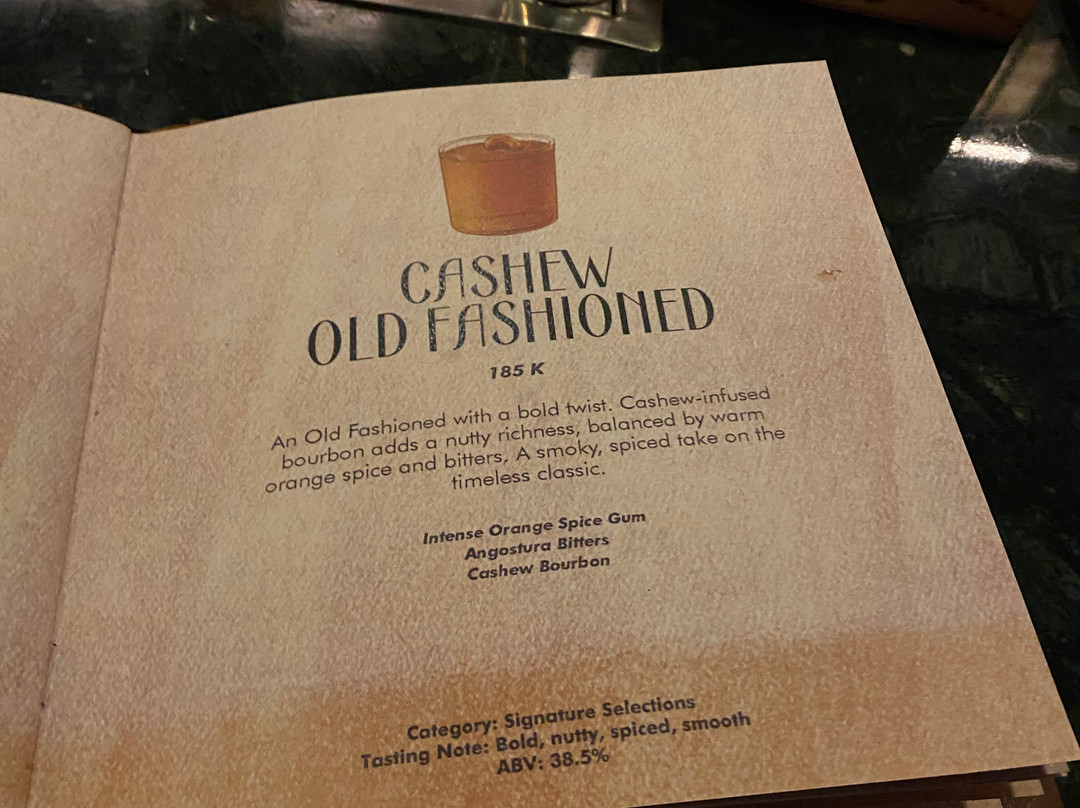 CASHEW
OLD FASHIONED
185 K
An Old Fashioned with a bold twist. Cashew-infused
bourbon adds a nutty richness, balanced by warm
orange spice and bitters. A smoky, spiced take on the
timeless classic.
Intense Orange Spice Gum
Angostura Bitters
Cashew Bourbon
Category: Signature Selections
Tasting Note: Bold, nutty, spiced, smooth
ABV: 38.5%